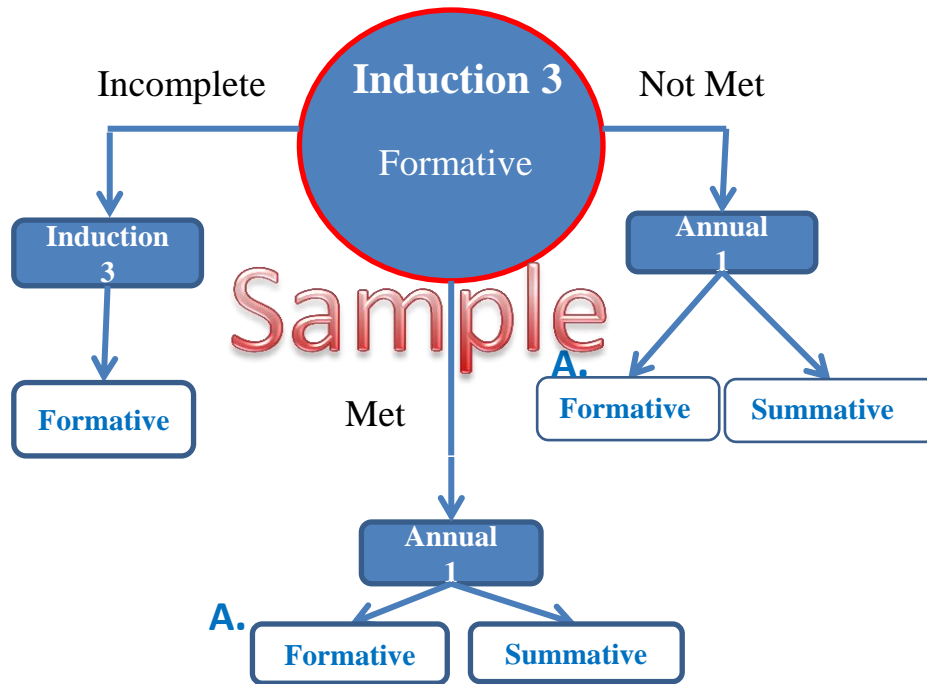 Induction 3
Formative
Incomplete
Not Met
Induction
3
Annual
1
Sample
A.
Formative
Formative
Summative
Met
Annual
1
A.
Formative
Summative